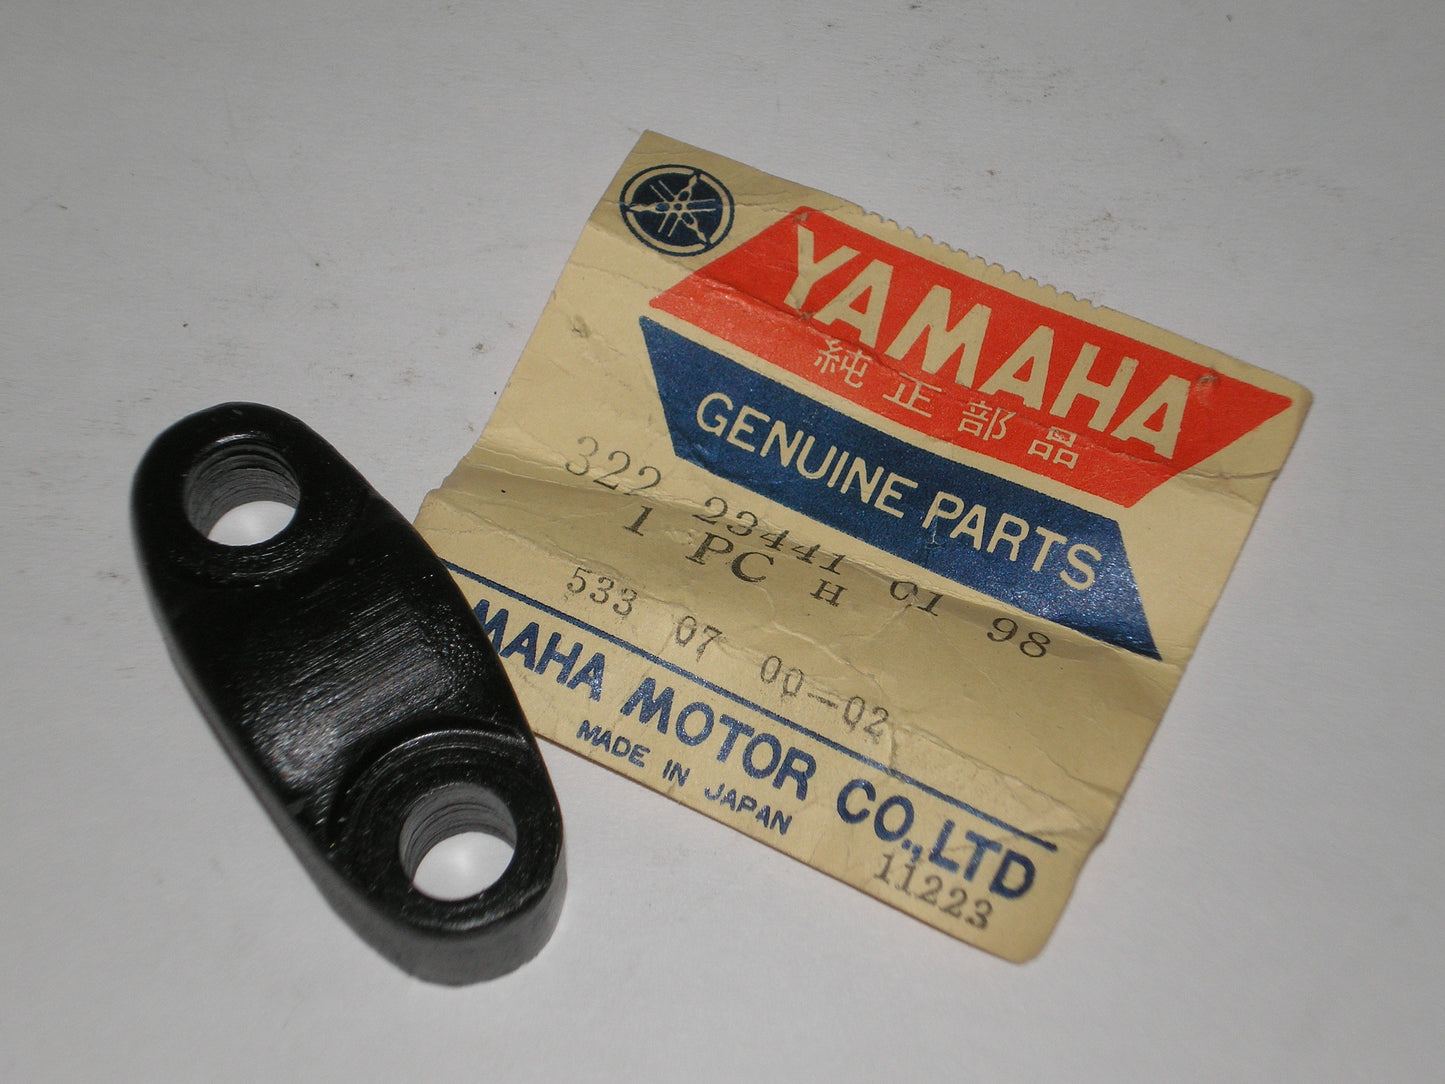 YAMAHA
純正部品
GENUINE PARTS
322 23441 01 98
1 PC H
533 07 00-02
AMAHA MOTOR CO.,LTD
MADE IN JAPAN
11223